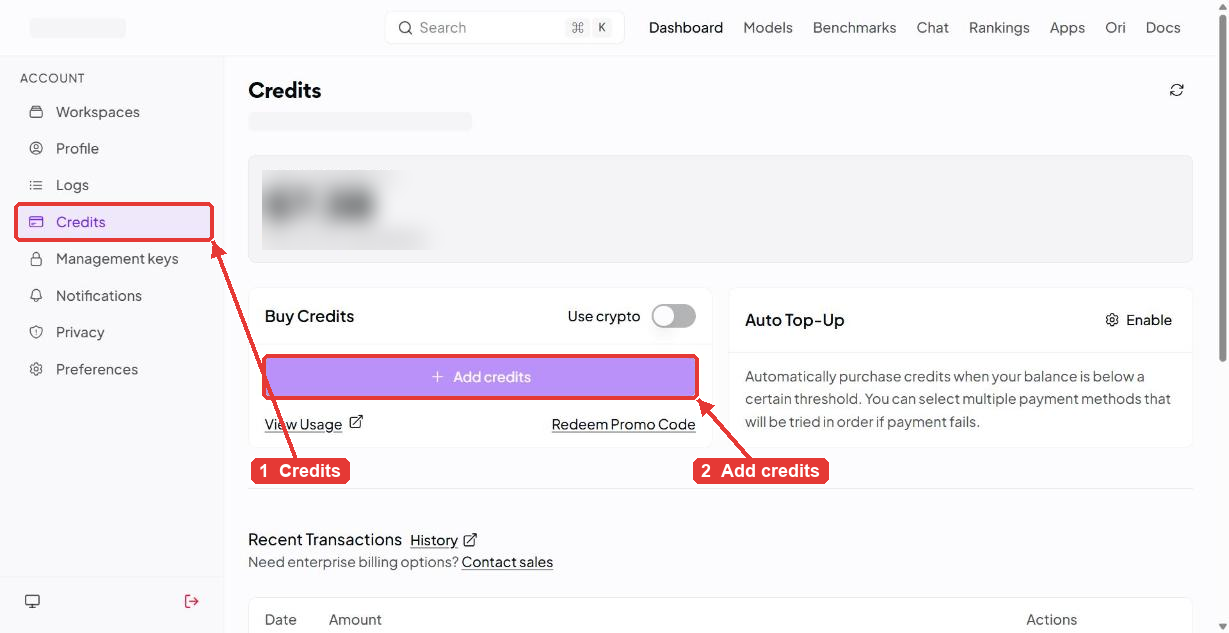 Search ⌘ K Dashboard Models Benchmarks Chat Rankings Apps Ori Docs
ACCOUNT
Workspaces
Profile
Logs
Credits
Management keys
Notifications
Privacy
Preferences
Credits
Buy Credits
Use crypto
+ Add credits
View Usage
Redeem Promo Code
Auto Top-Up
Enable
Automatically purchase credits when your balance is below a
certain threshold. You can select multiple payment methods that
will be tried in order if payment fails.
1 Credits
2 Add credits
Recent Transactions History
Need enterprise billing options? Contact sales
Date Amount Actions